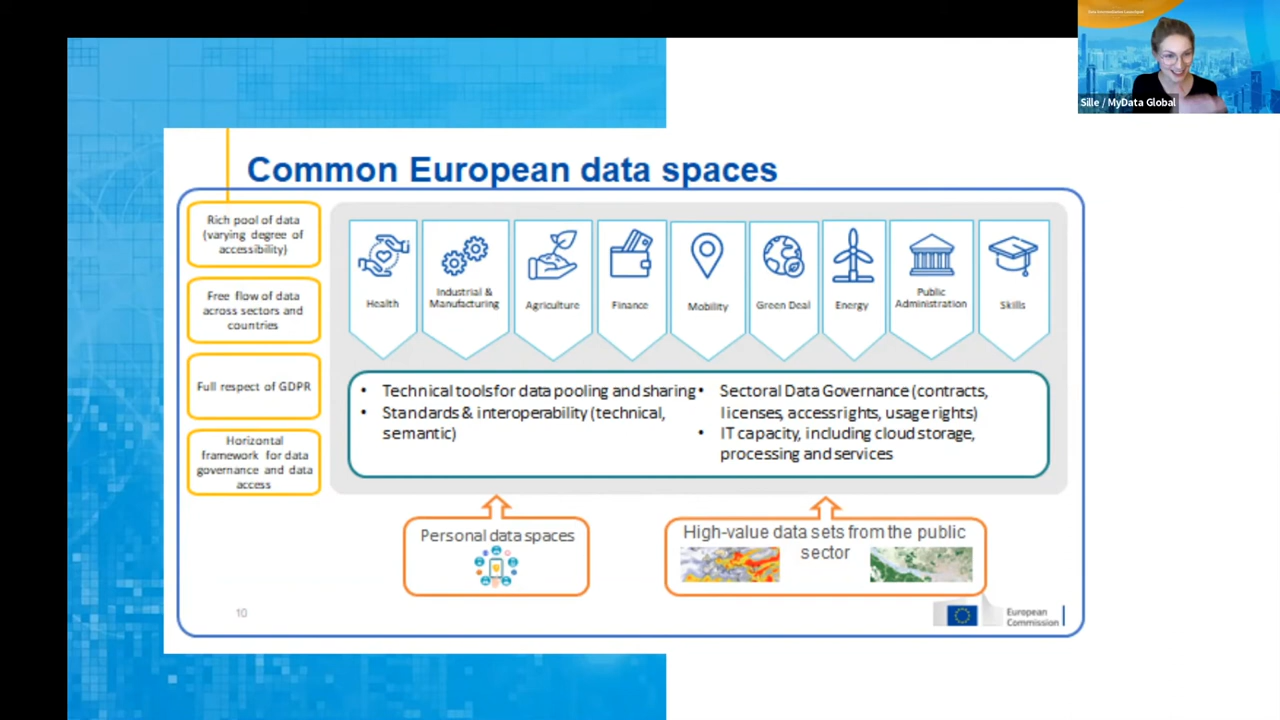 Sille / MyData Global
Common European data spaces
Rich pool of data
(varying degree of
accessibility)
Free flow of data
across sectors and
countries
Full respect of GDPR
Horizontal
framework for data
governance and data
access
Health
Industrial &
Manufacturing
Agriculture
Finance
Mobility
Green Deal
Energy
Public
Administration
Skills
• Technical tools for data pooling and sharing
• Standards & interoperability (technical,
semantic)
• Sectoral Data Governance (contracts,
licenses, access rights, usage rights)
• IT capacity, including cloud storage,
processing and services
Personal data spaces
High-value data sets from the public
sector
10
European
Commission